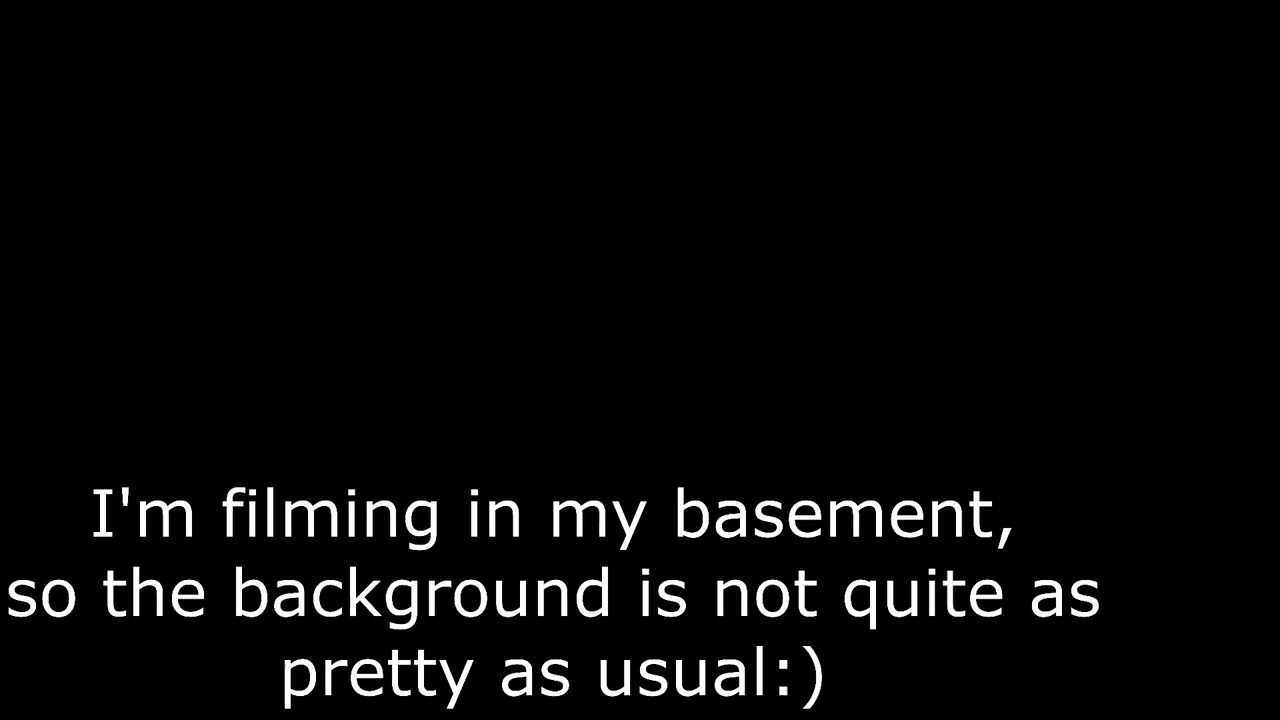 I'm filming in my basement,
so the background is not quite as
pretty as usual:)